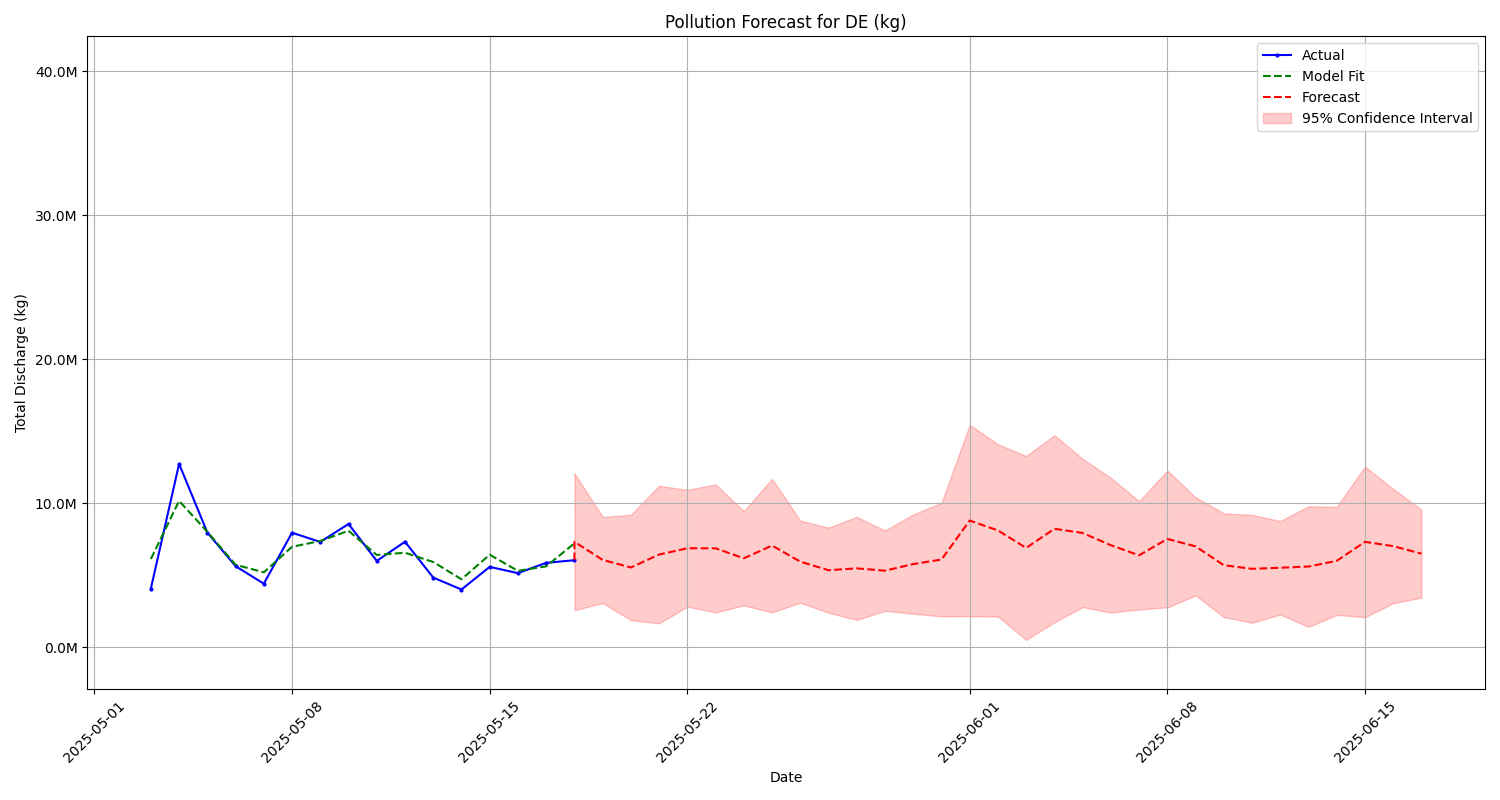 Pollution Forecast for DE (kg)
Actual
Model Fit
Forecast
95% Confidence Interval
Total Discharge (kg)
40.0M
30.0M
20.0M
10.0M
0.0M
2025-05-01
2025-05-08
2025-05-15
2025-05-22
2025-06-01
2025-06-08
2025-06-15
Date